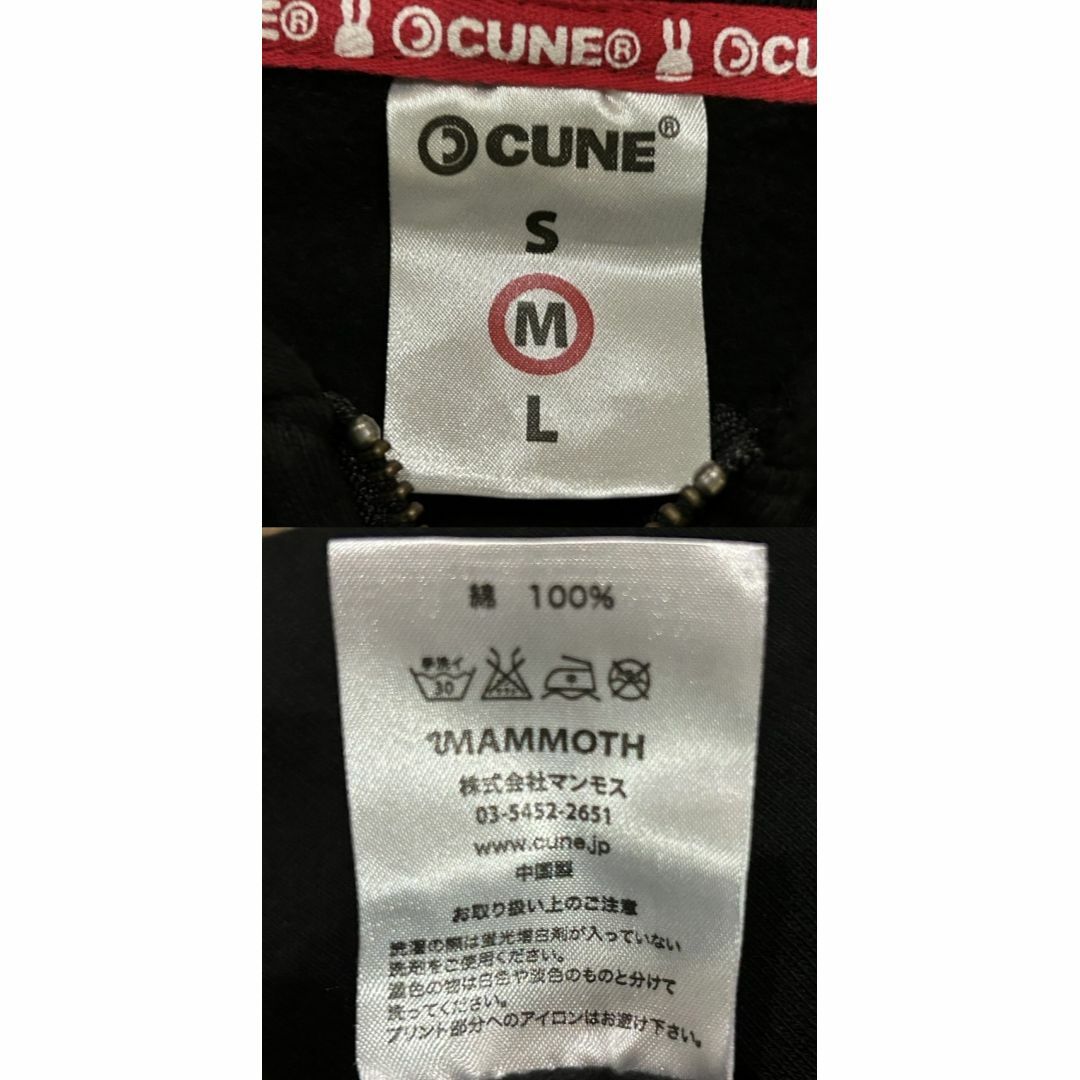 E® CUNE® CU
CUNE®
S
M
L
綿 100%
手洗イ
30
MAMMOTH
株式会社マンモス
03-5452-2651
www.cune.jp
中国製
お取り扱い上のご注意
洗濯の際は蛍光増白剤が入っていない
洗剤をご使用ください。
濃色の物は白色や淡色のものと分けて
洗ってください。
プリント部分へのアイロンはお避け下さい。